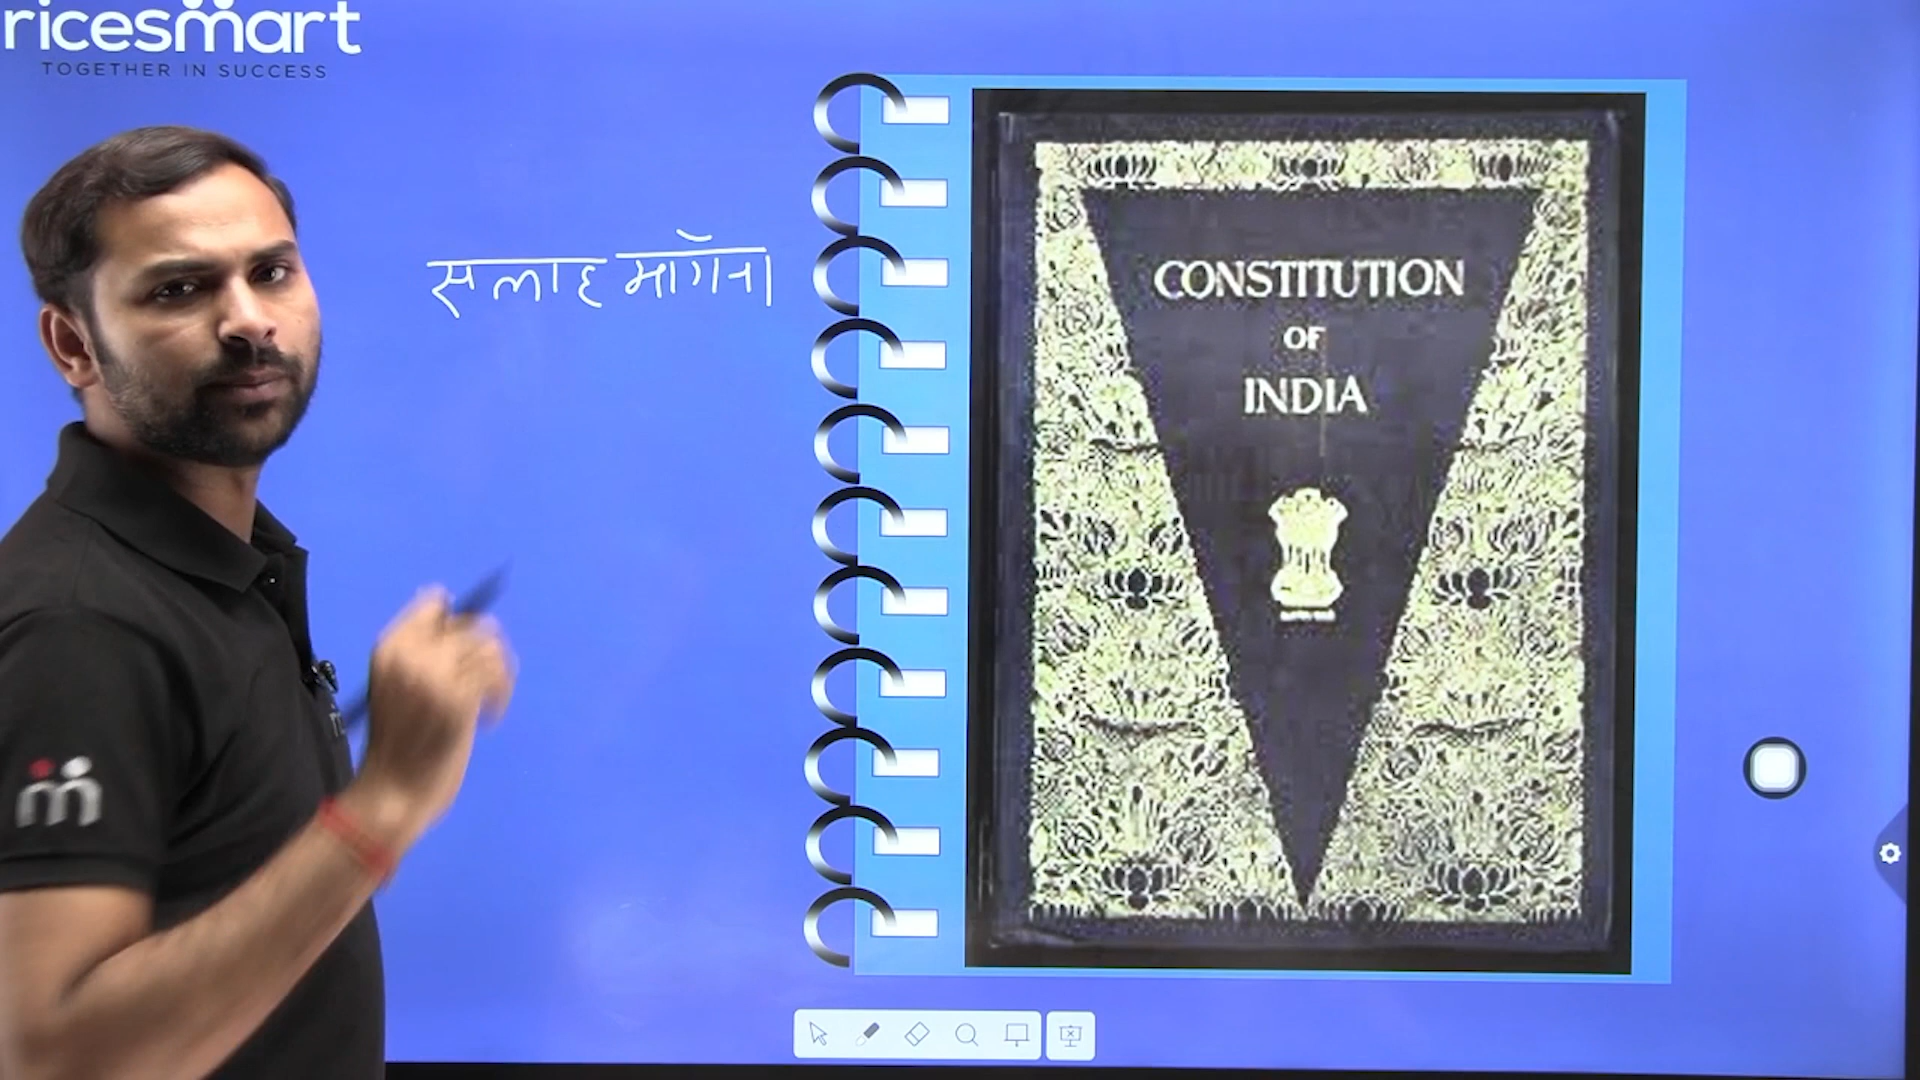 ricesmart
TOGETHER IN SUCCESS
सलाह माँगना
CONSTITUTION
OF
INDIA